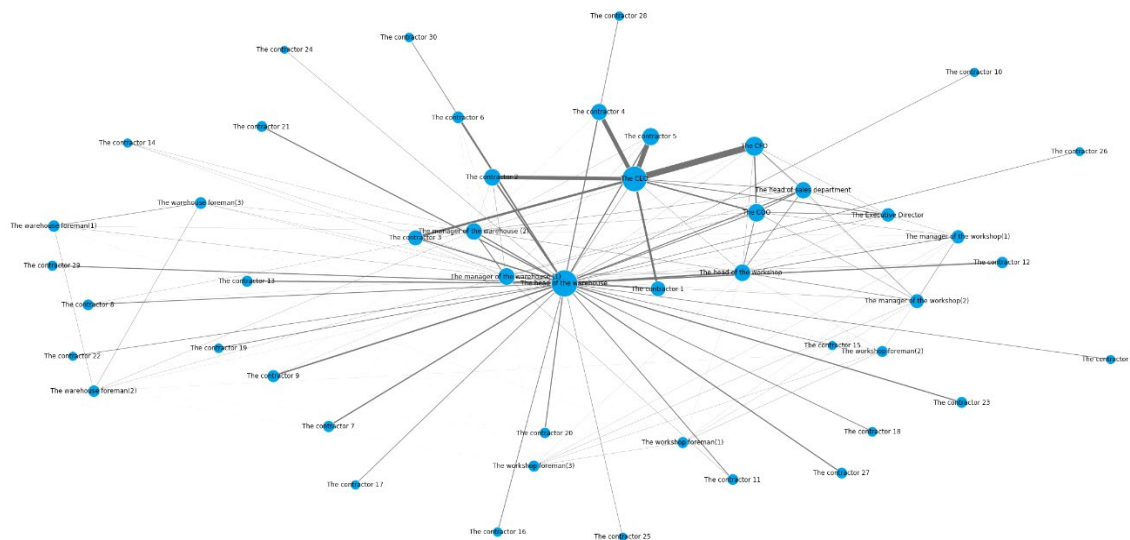 The contractor 28
The contractor 30
The contractor 24
The contractor 10
The contractor 4
The contractor 6
The contractor 21
The contractor 5
The contractor 14
The CFO
The contractor 26
The contractor 2
The CEO
The head of sales department
The warehouse foreman(3)
The COO
The Executive Director
The warehouse foreman(1)
The manager of the warehouse (2)
The contractor 3
The manager of the workshop(1)
The contractor 29
The contractor 12
The head of the workshop
The manager of the warehouse (1)
The contractor 13
The head of the warehouse
The contractor 1
The manager of the workshop(2)
The contractor 8
The contractor 15
The contractor 19
The workshop foreman(2)
The contractor 22
The contractor
The contractor 9
The warehouse foreman(2)
The contractor 23
The contractor 7
The contractor 20
The contractor 18
The workshop foreman(1)
The workshop foreman(3)
The contractor 27
The contractor 11
The contractor 17
The contractor 16
The contractor 25